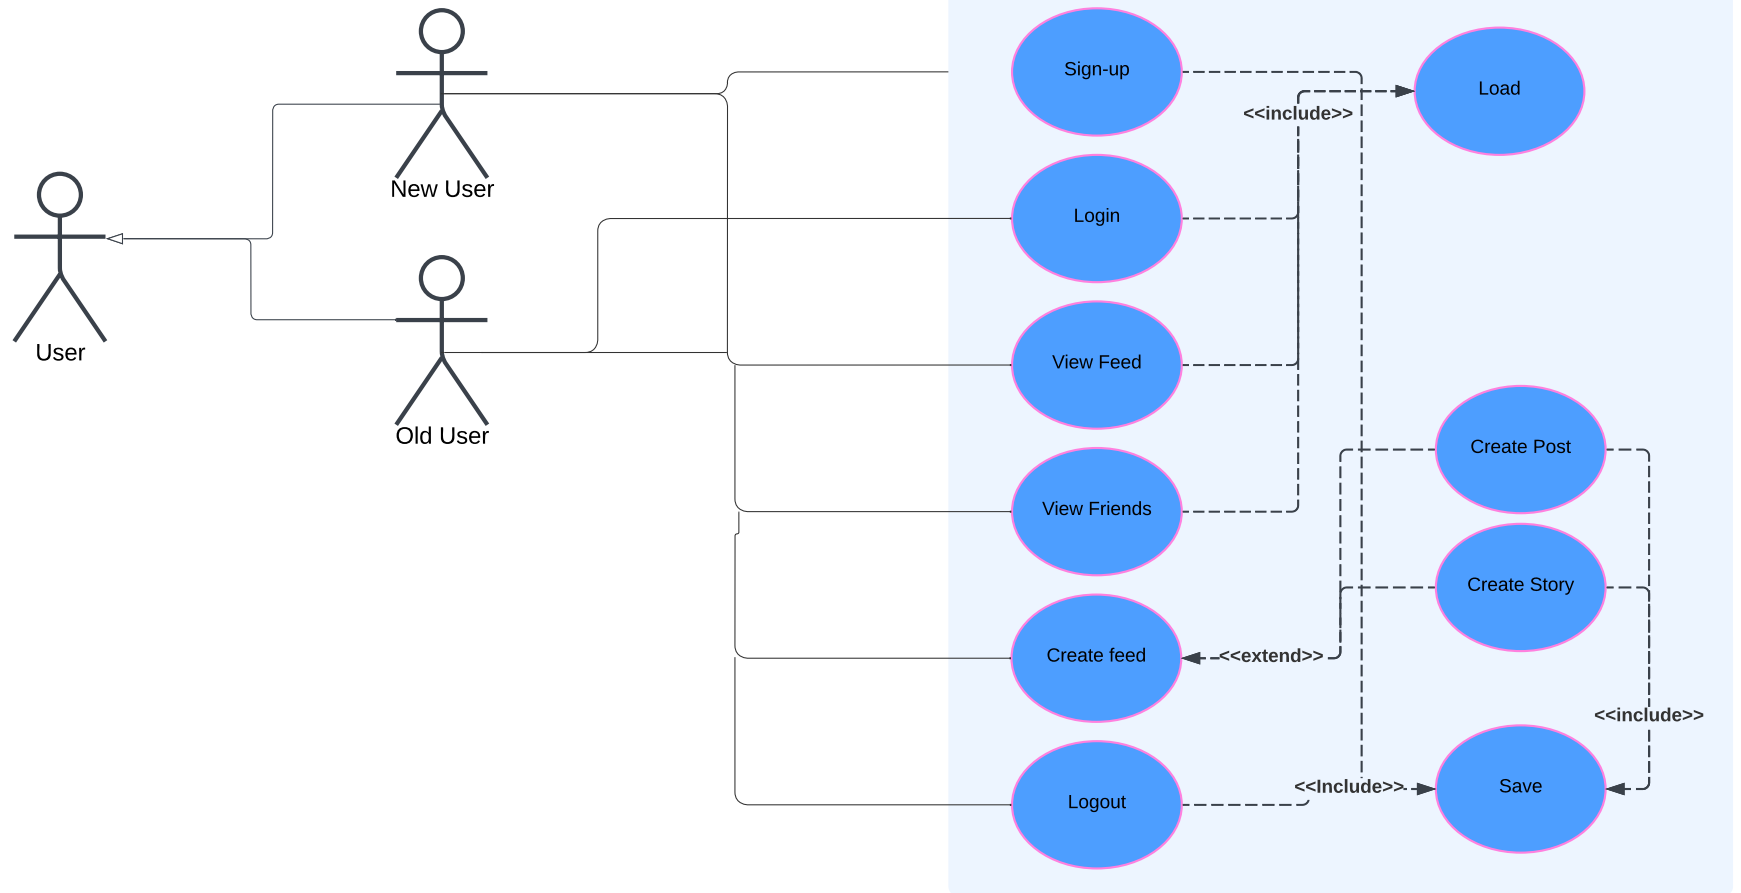 New User
User
Old User
Sign-up
Load
<<include>>
Login
View Feed
View Friends
Create Post
Create Story
Create feed
<<extend>>
<<include>>
Logout
<<Include>>
Save